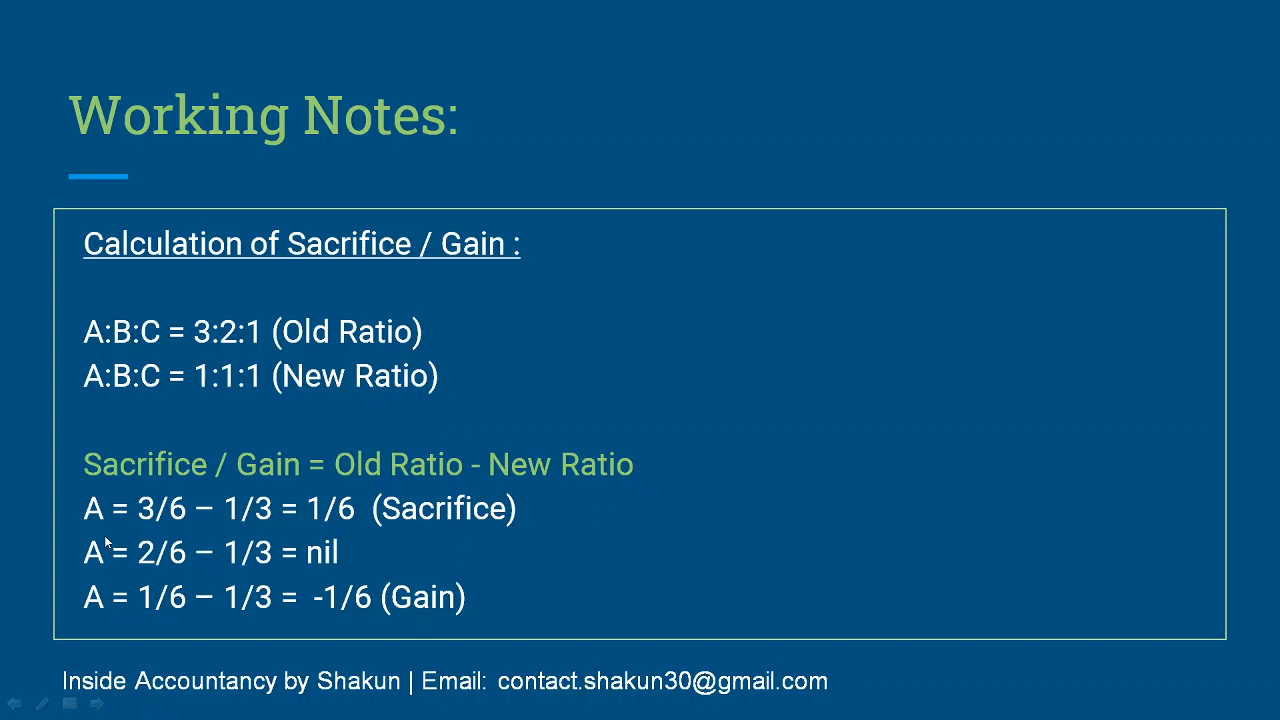 Working Notes:
Calculation of Sacrifice / Gain :
A:B:C = 3:2:1 (Old Ratio)
A:B:C = 1:1:1 (New Ratio)
Sacrifice / Gain = Old Ratio - New Ratio
A = 3/6 – 1/3 = 1/6 (Sacrifice)
A = 2/6 – 1/3 = nil
A = 1/6 – 1/3 = -1/6 (Gain)
Inside Accountancy by Shakun | Email: contact.shakun30@gmail.com